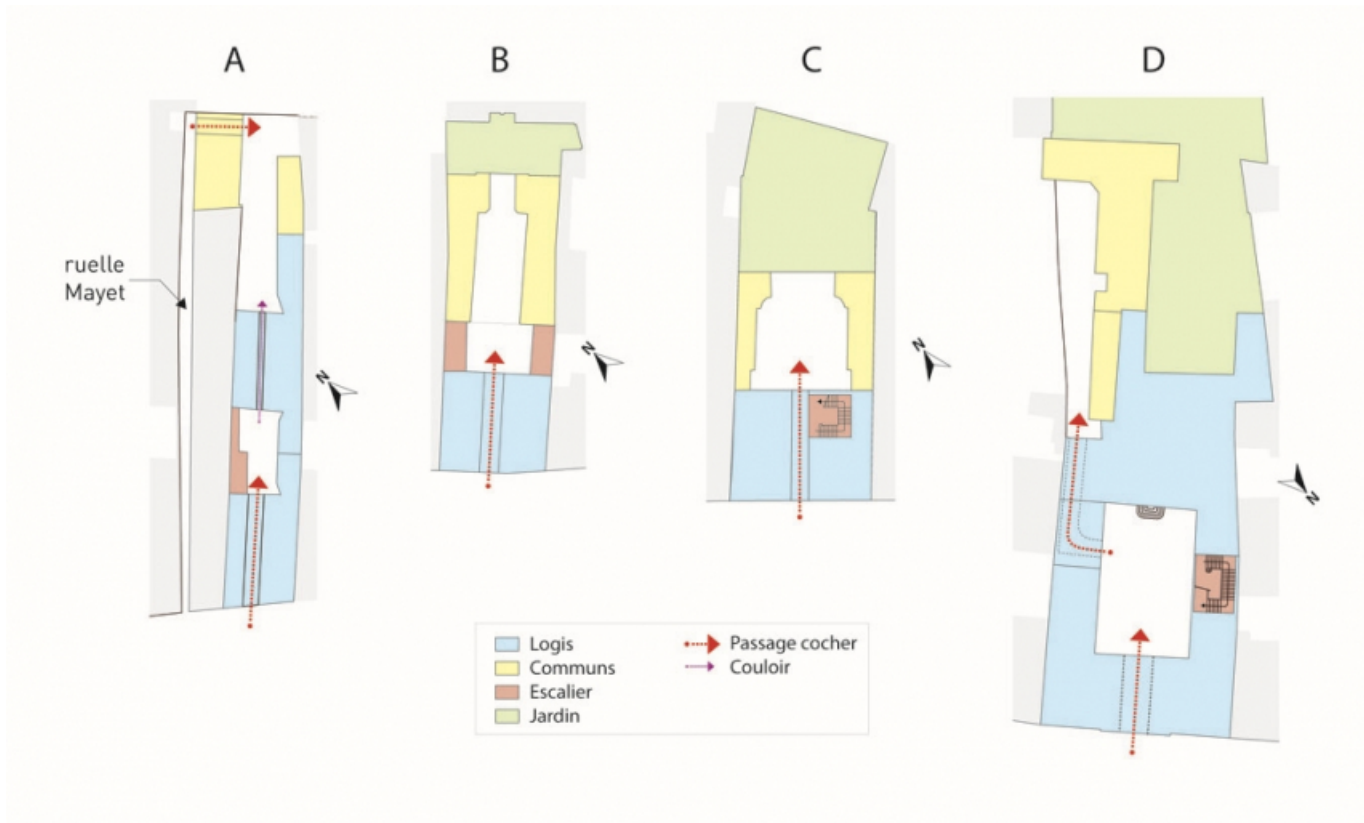 A
B
C
D
ruelle
Mayet
N
N
N
N
Logis
Communs
Escalier
Jardin
Passage cocher
Couloir